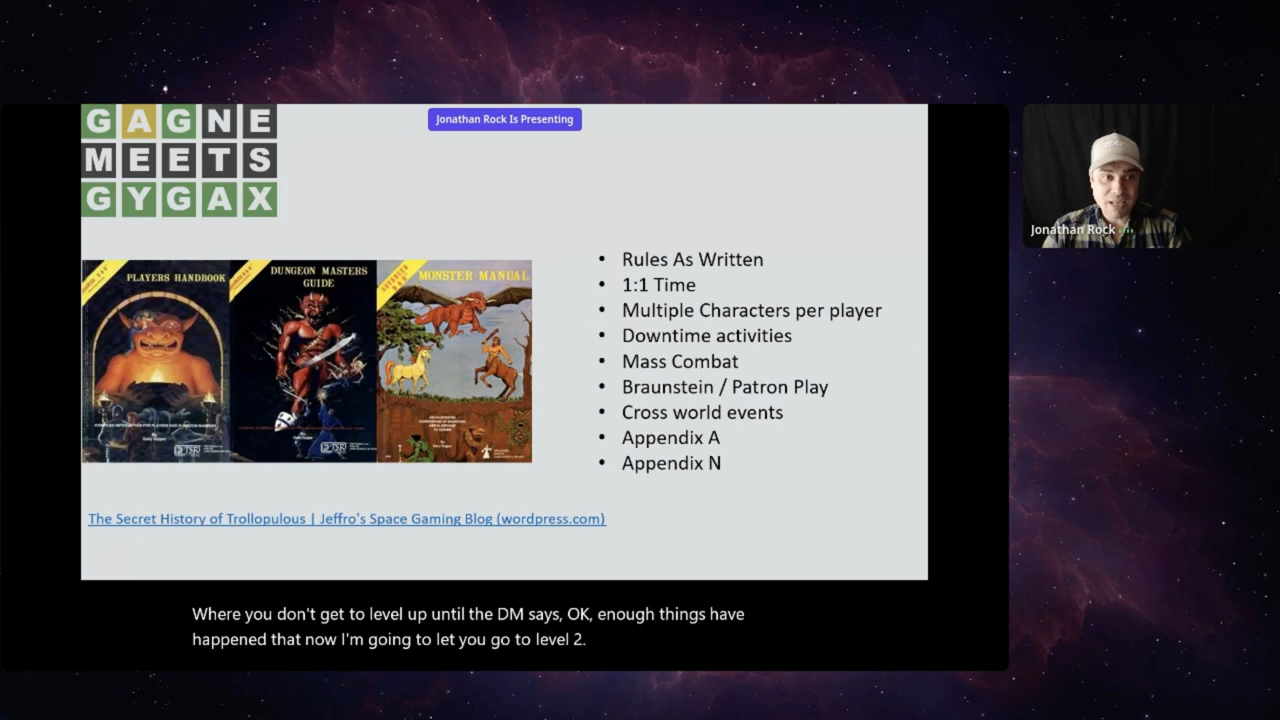 GAGNE
MEETS
GYGAX
Jonathan Rock Is Presenting
Jonathan Rock
PLAYERS HANDBOOK
DUNGEON MASTERS
GUIDE
MONSTER MANUAL
• Rules As Written
• 1:1 Time
• Multiple Characters per player
• Downtime activities
• Mass Combat
• Braunstein / Patron Play
• Cross world events
• Appendix A
• Appendix N
The Secret History of Trollopulous | Jeffro's Space Gaming Blog (wordpress.com)
Where you don't get to level up until the DM says, OK, enough things have
happened that now I'm going to let you go to level 2.